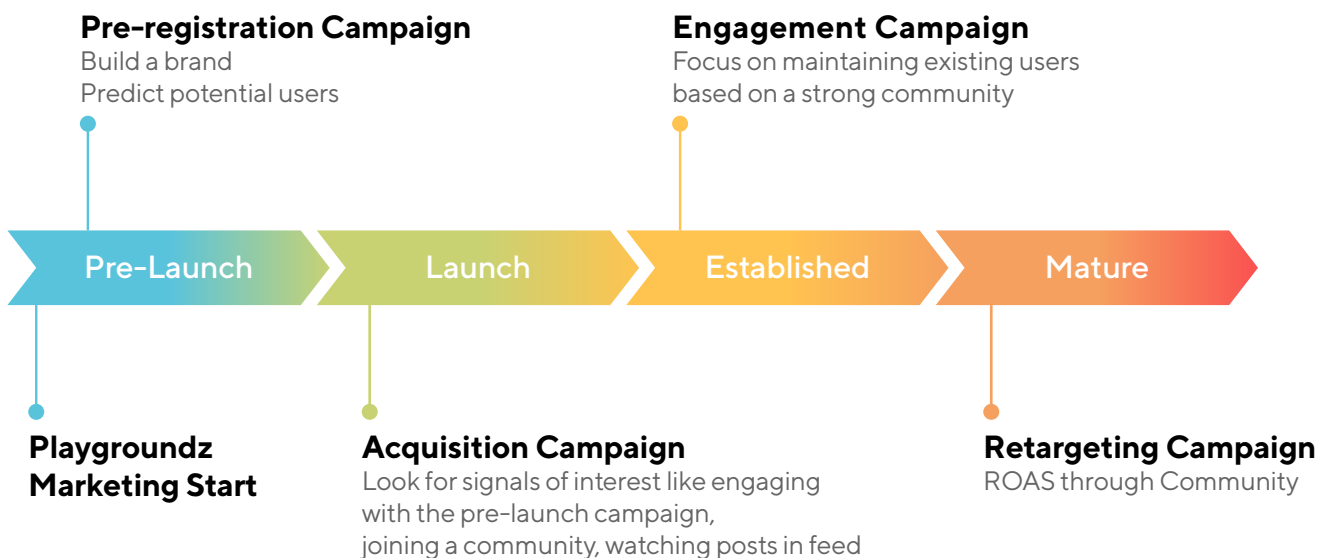 Pre-registration Campaign
Build a brand
Predict potential users
Engagement Campaign
Focus on maintaining existing users
based on a strong community
Pre-Launch
Launch
Established
Mature
Playgroundz
Marketing Start
Acquisition Campaign
Look for signals of interest like engaging
with the pre-launch campaign,
joining a community, watching posts in feed
Retargeting Campaign
ROAS through Community